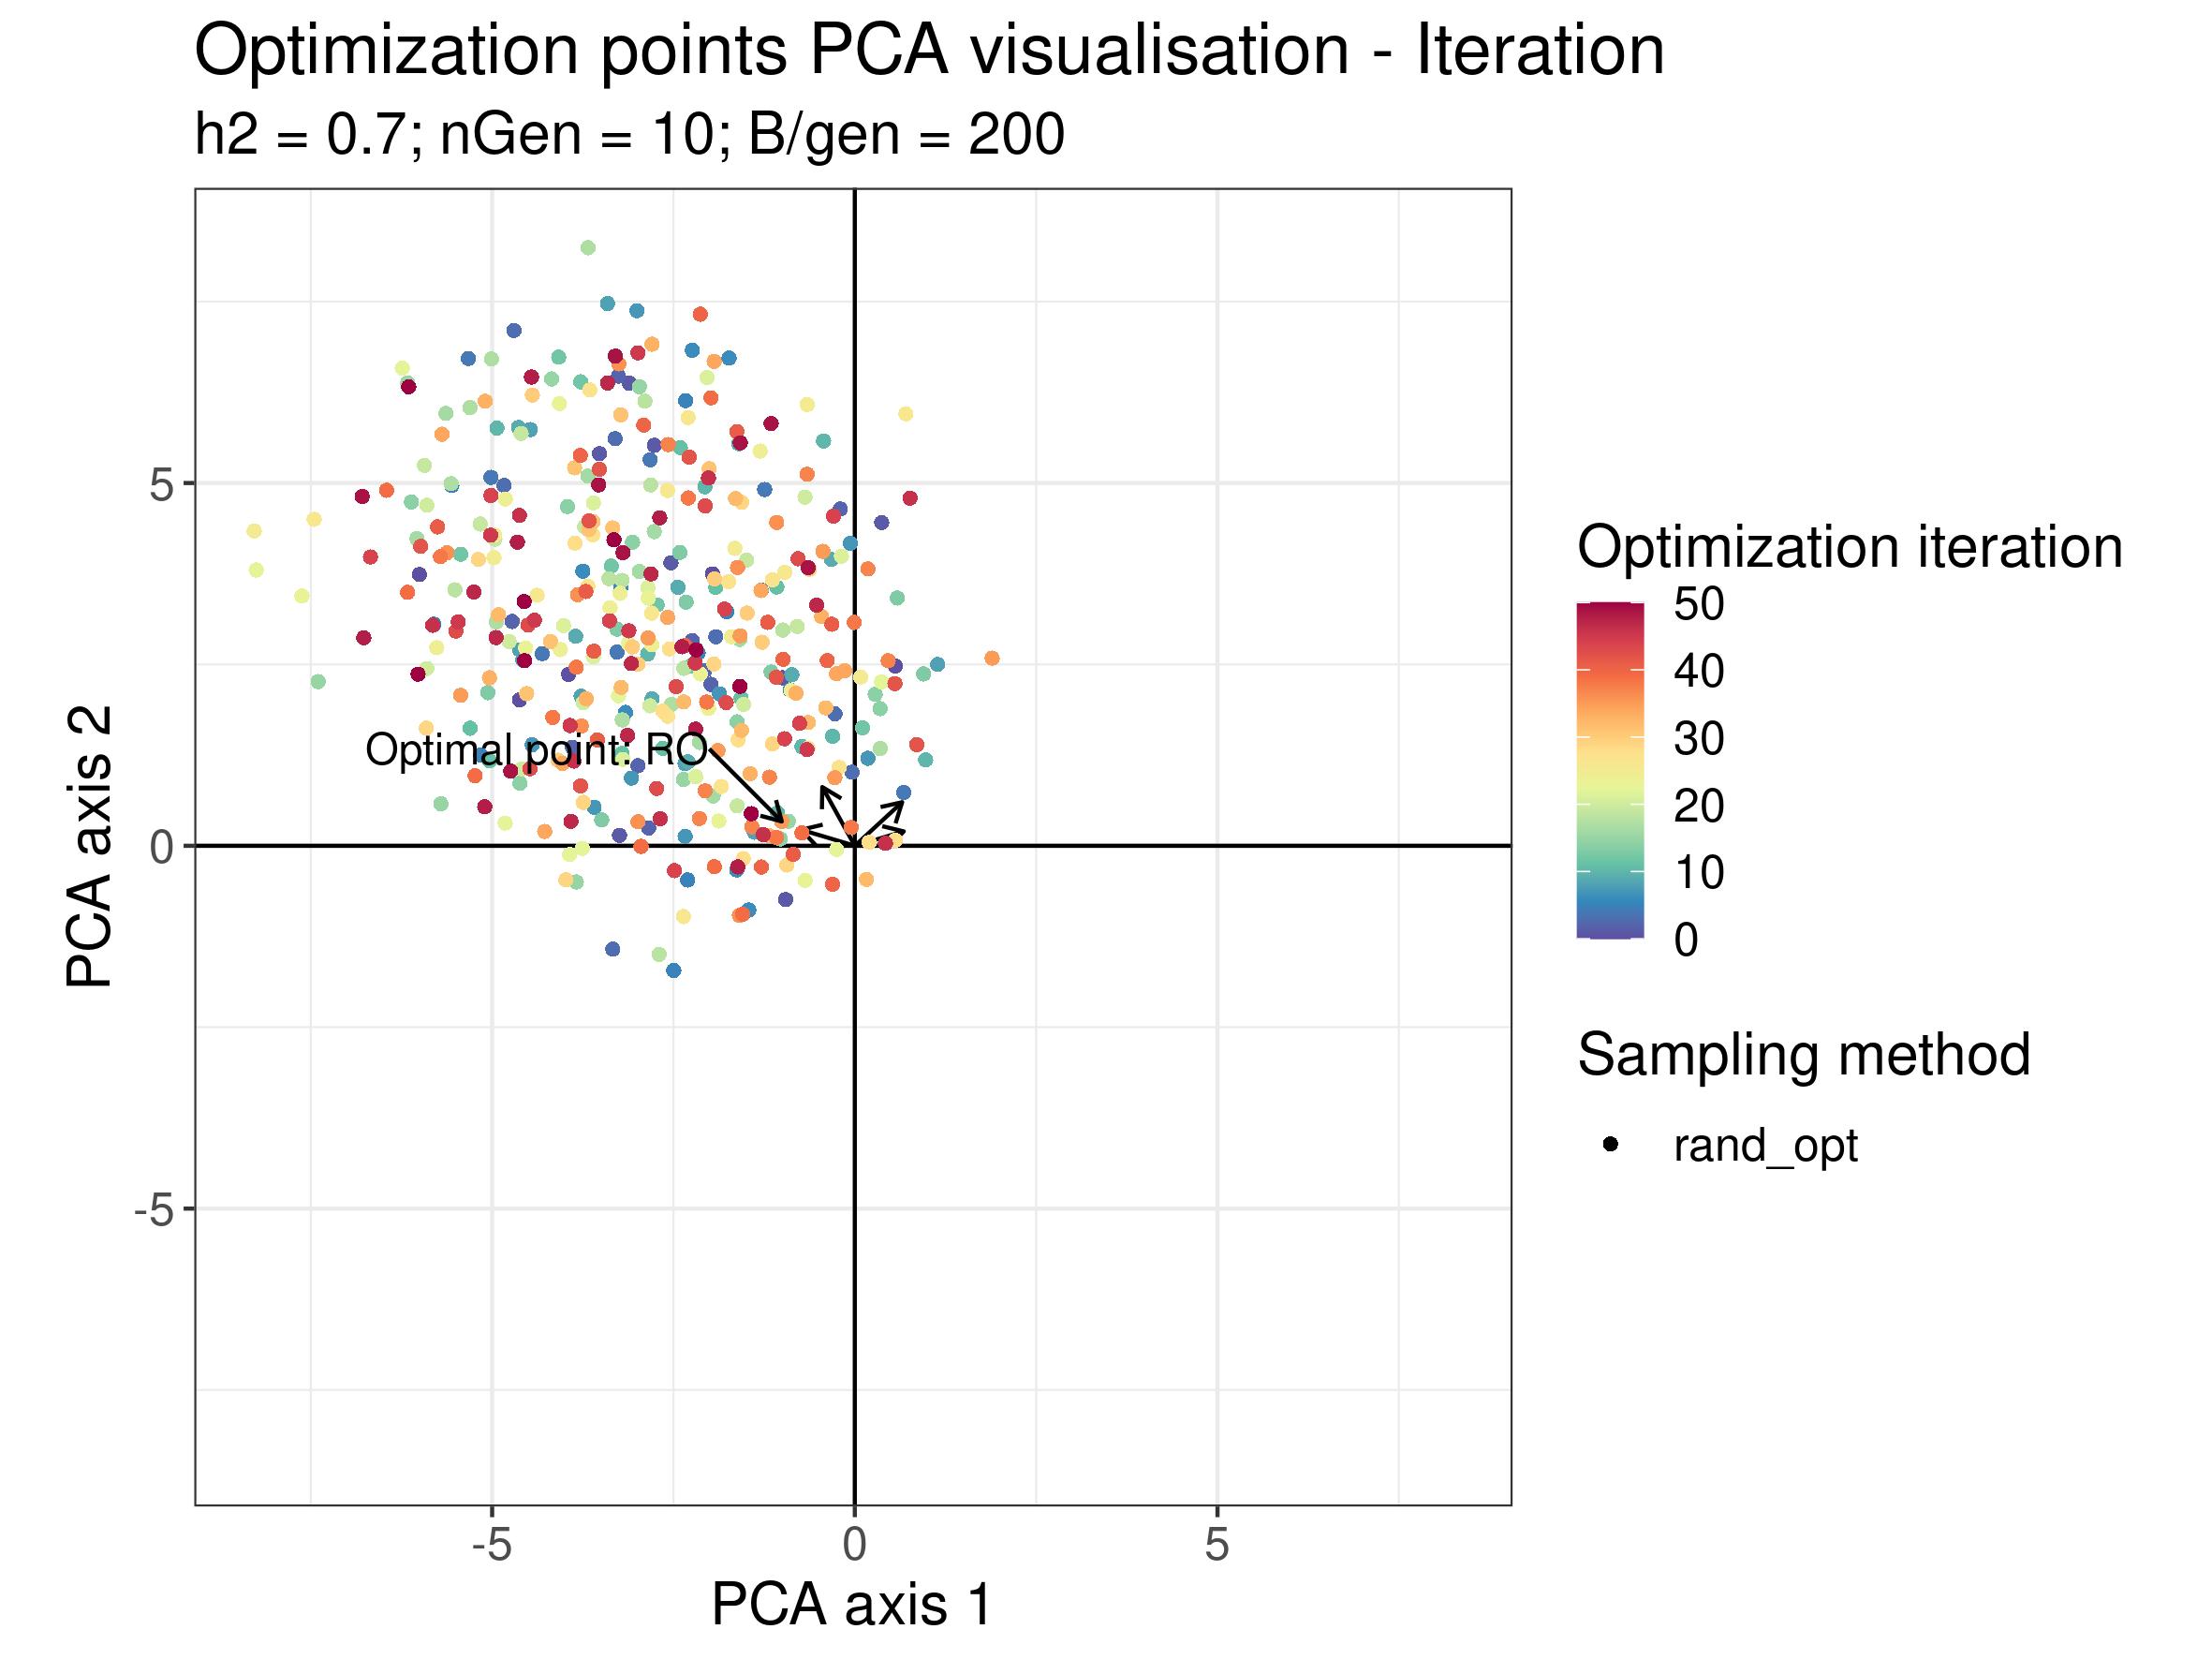 Optimization points PCA visualisation - Iteration
h2 = 0.7; nGen = 10; B/gen = 200
PCA axis 2
5
0
-5
Optimal point: RO
-5
0
5
PCA axis 1
Optimization iteration
50
40
30
20
10
0
Sampling method
rand_opt